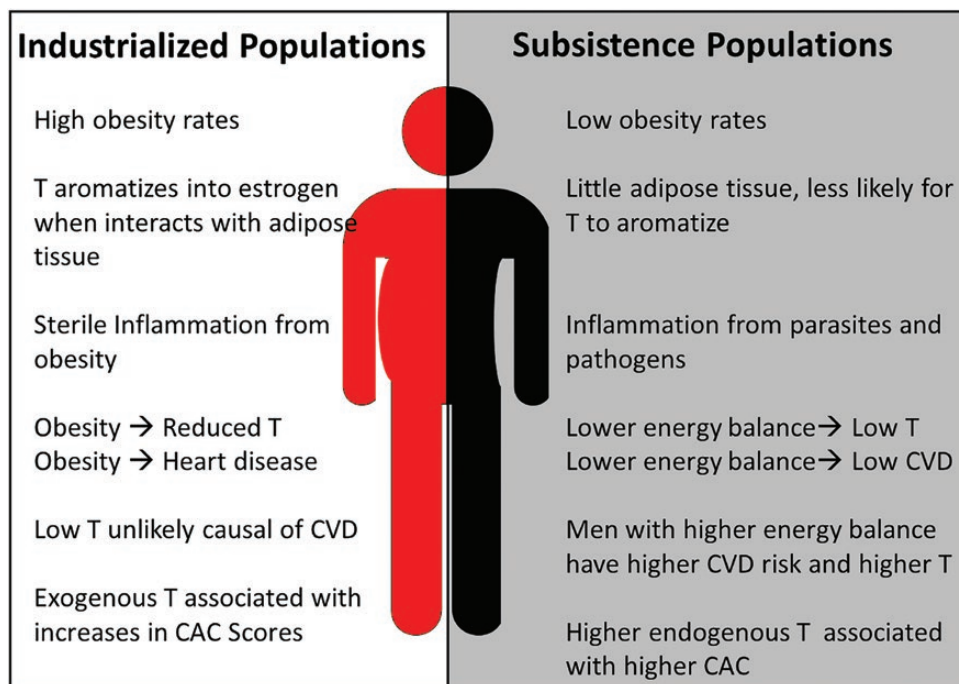 Industrialized Populations
High obesity rates
T aromatizes into estrogen
when interacts with adipose
tissue
Sterile Inflammation from
obesity
Obesity → Reduced T
Obesity → Heart disease
Low T unlikely causal of CVD
Exogenous T associated with
increases in CAC Scores
Subsistence Populations
Low obesity rates
Little adipose tissue, less likely for
T to aromatize
Inflammation from parasites and
pathogens
Lower energy balance→ Low T
Lower energy balance→ Low CVD
Men with higher energy balance
have higher CVD risk and higher T
Higher endogenous T associated
with higher CAC